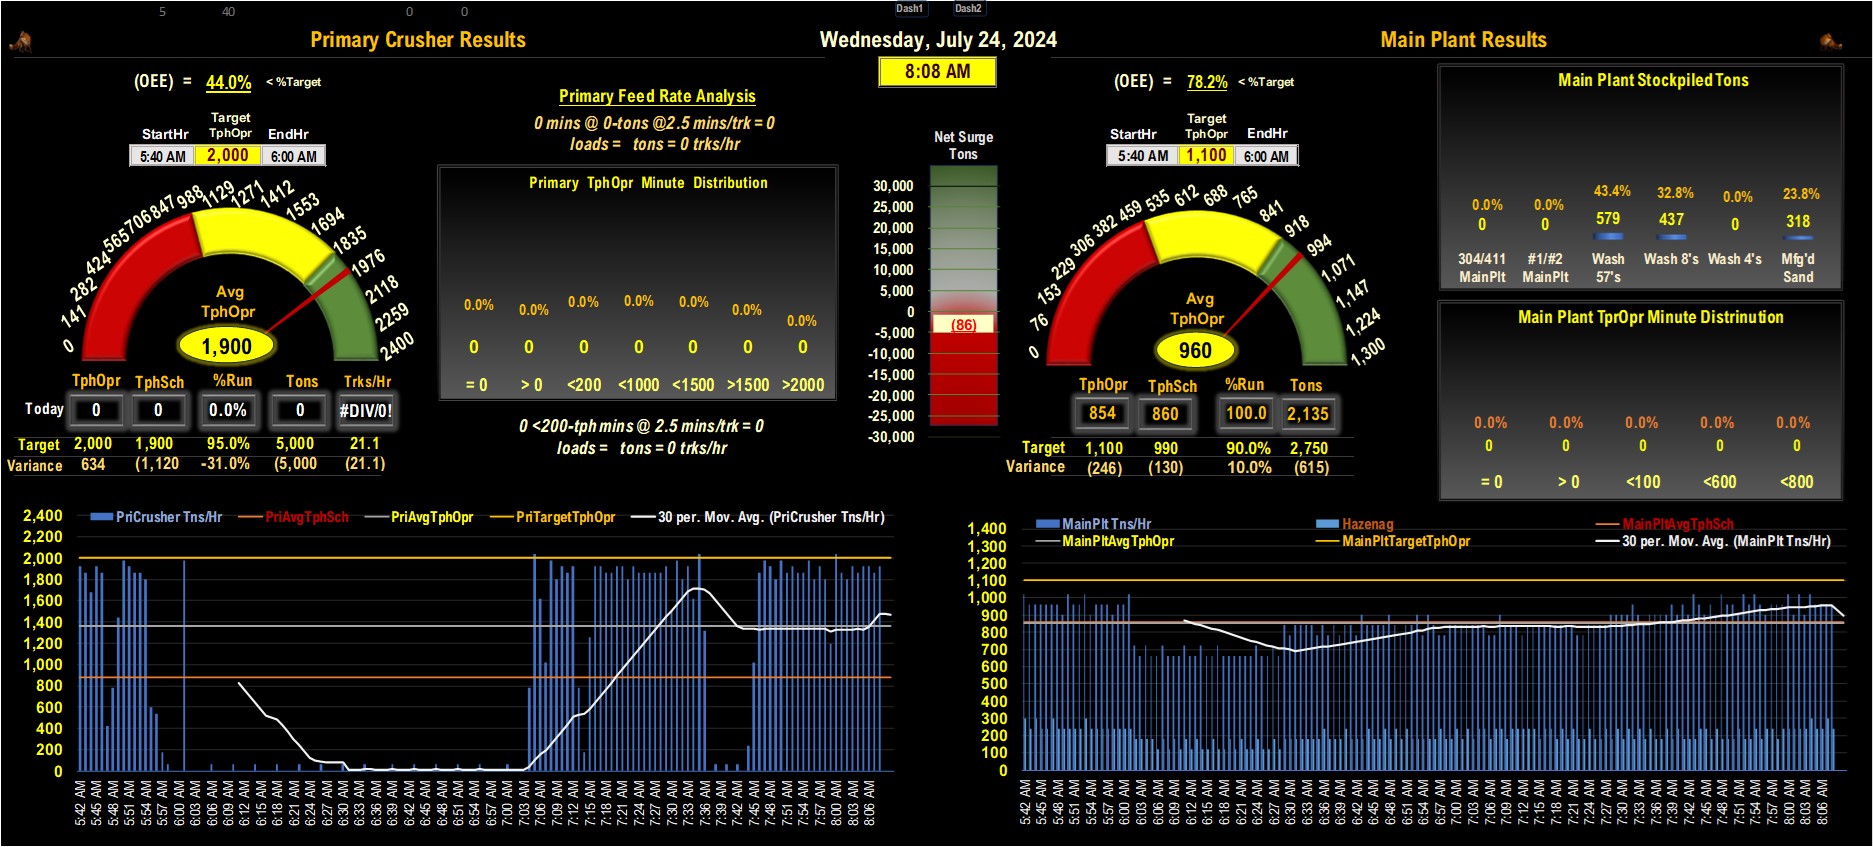 5 40 0 0 Dash1 Dash2
Primary Crusher Results
Wednesday, July 24, 2024
Main Plant Results
8:08 AM
(OEE) = 44.0% < %Target
StartHr Target TphOpr EndHr
5:40 AM 2,000 6:00 AM
0 141 282 424 565 706 847 988 1129 1271 1412 1553 1694 1835 1976 2118 2259 2400
Avg
TphOpr
1,900
TphOpr TphSch %Run Tons Trks/Hr
Today 0 0 0.0% 0 #DIV/0!
Target 2,000 1,900 95.0% 5,000 21.1
Variance 634 (1,120 -31.0% (5,000 (21.1)
Primary Feed Rate Analysis
0 mins @ 0-tons @2.5 mins/trk = 0
loads = tons = 0 trks/hr
Primary TphOpr Minute Distribution
0.0% 0.0% 0.0% 0.0% 0.0% 0.0% 0.0%
0 0 0 0 0 0 0
= 0 > 0 <200 <1000 <1500 >1500 >2000
0 <200-tph mins @ 2.5 mins/trk = 0
loads = tons = 0 trks/hr
Net Surge
Tons
30,000
25,000
20,000
15,000
10,000
5,000
0
(86)
-5,000
-10,000
-15,000
-20,000
-25,000
-30,000
(OEE) = 78.2% < %Target
StartHr Target TphOpr EndHr
5:40 AM 1,100 6:00 AM
0 76 153 229 306 382 459 535 612 688 765 841 918 994 1,071 1,147 1,224 1,300
Avg
TphOpr
960
TphOpr TphSch %Run Tons
854 860 100.0 2,135
Target 1,100 990 90.0% 2,750
Variance (246) (130) 10.0% (615)
Main Plant Stockpiled Tons
0.0% 0.0% 43.4% 32.8% 0.0% 23.8%
0 0 579 437 0 318
304/411 #1/#2 Wash Wash 8's Wash 4's Mfg'd
MainPlt MainPlt 57's Sand
Main Plant TprOpr Minute Distrinution
0.0% 0.0% 0.0% 0.0% 0.0%
0 0 0 0 0
= 0 > 0 <100 <600 <800
PriCrusher Tns/Hr PriAvgTphSch PriAvgTphOpr PriTargetTphOpr 30 per. Mov. Avg. (PriCrusher Tns/Hr)
2,400
2,200
2,000
1,800
1,600
1,400
1,200
1,000
800
600
400
200
0
5:42 AM 5:45 AM 5:48 AM 5:51 AM 5:54 AM 5:57 AM 6:00 AM 6:03 AM 6:06 AM 6:09 AM 6:12 AM 6:15 AM 6:18 AM 6:21 AM 6:24 AM 6:27 AM 6:30 AM 6:33 AM 6:36 AM 6:39 AM 6:42 AM 6:45 AM 6:48 AM 6:51 AM 6:54 AM 6:57 AM 7:00 AM 7:03 AM 7:06 AM 7:09 AM 7:12 AM 7:15 AM 7:18 AM 7:21 AM 7:24 AM 7:27 AM 7:30 AM 7:33 AM 7:36 AM 7:39 AM 7:42 AM 7:45 AM 7:48 AM 7:51 AM 7:54 AM 7:57 AM 8:00 AM 8:03 AM 8:06 AM
MainPlt Tns/Hr Hazenag MainPltAvgTphSch
MainPltAvgTphOpr MainPltTargetTphOpr 30 per. Mov. Avg. (MainPlt Tns/Hr)
1,400
1,300
1,200
1,100
1,000
900
800
700
600
500
400
300
200
100
0
5:42 AM 5:45 AM 5:48 AM 5:51 AM 5:54 AM 5:57 AM 6:00 AM 6:03 AM 6:06 AM 6:09 AM 6:12 AM 6:15 AM 6:18 AM 6:21 AM 6:24 AM 6:27 AM 6:30 AM 6:33 AM 6:36 AM 6:39 AM 6:42 AM 6:45 AM 6:48 AM 6:51 AM 6:54 AM 6:57 AM 7:00 AM 7:03 AM 7:06 AM 7:09 AM 7:12 AM 7:15 AM 7:18 AM 7:21 AM 7:24 AM 7:27 AM 7:30 AM 7:33 AM 7:36 AM 7:39 AM 7:42 AM 7:45 AM 7:48 AM 7:51 AM 7:54 AM 7:57 AM 8:00 AM 8:03 AM 8:06 AM